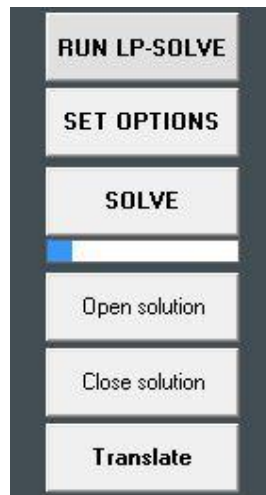 RUN LP-SOLVE
SET OPTIONS
SOLVE
Open solution
Close solution
Translate